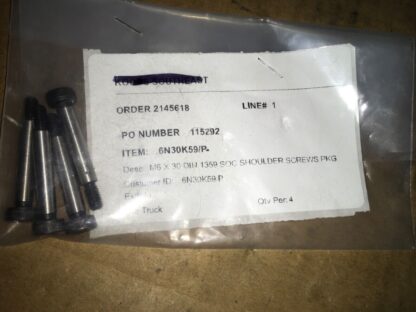 SOUTHEAST
ORDER 2145618 LINE# 1
PO NUMBER 115292
ITEM: .6N30K59/P-
Desc: M6 X 30 DIN 1359 SOC SHOULDER SCREWS PKG
Customer ID: .6N30K59/P
Truck Qty Per: 4